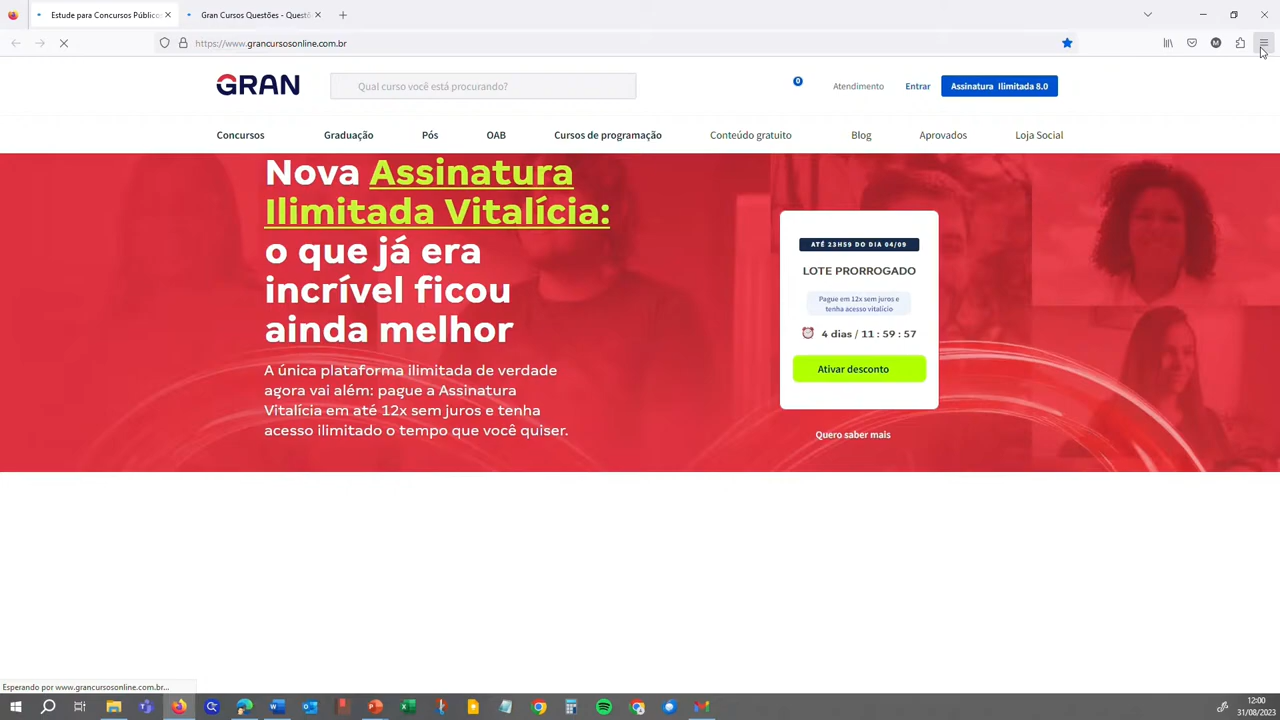 Estude para Concursos Público
Gran Cursos Questões - Questõ
https://www.grancursosonline.com.br
M
GRAN
Qual curso você está procurando?
0
Atendimento
Entrar
Assinatura Ilimitada 8.0
Concursos
Graduação
Pós
OAB
Cursos de programação
Conteúdo gratuito
Blog
Aprovados
Loja Social
Nova Assinatura
Ilimitada Vitalícia:
o que já era
incrível ficou
ainda melhor
A única plataforma ilimitada de verdade
agora vai além: pague a Assinatura
Vitalícia em até 12x sem juros e tenha
acesso ilimitado o tempo que você quiser.
ATÉ 23H59 DO DIA 04/09
LOTE PRORROGADO
Pague em 12x sem juros e
tenha acesso vitalício
4 dias / 11 : 59 : 57
Ativar desconto
Quero saber mais
Esperando por www.grancursosonline.com.br...
12:00
31/08/2023